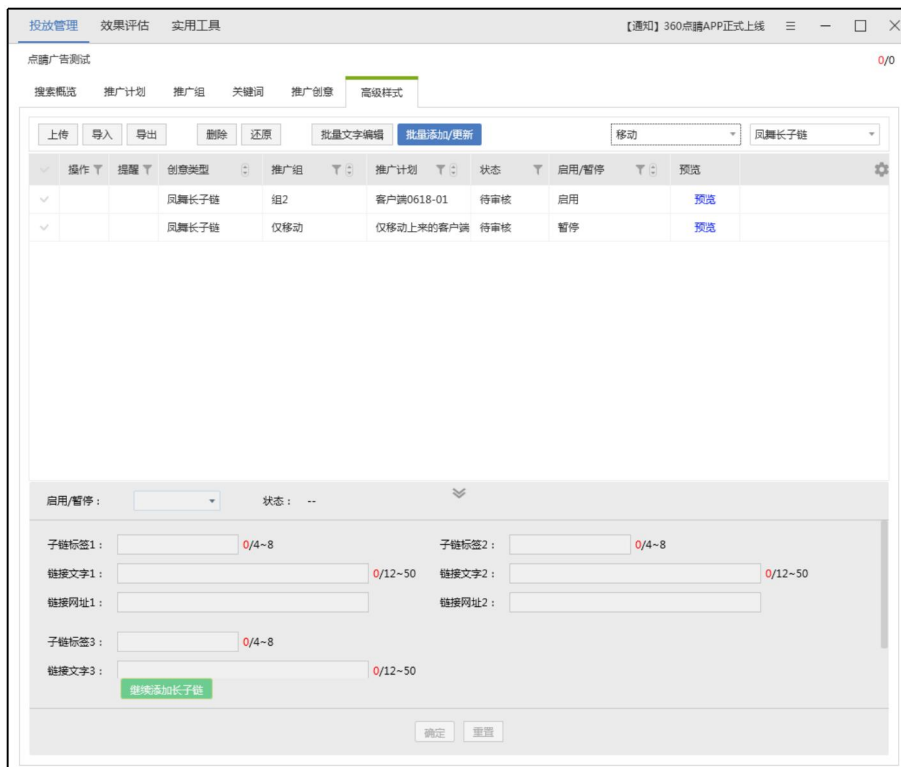 投放管理 效果评估 实用工具 【通知】360点睛APP正式上线
点睛广告测试 0/0
搜索概览 推广计划 推广组 关键词 推广创意 高级样式
上传 导入 导出 删除 还原 批量文字编辑 批量添加/更新 移动 凤舞长子链
操作 提醒 创意类型 推广组 推广计划 状态 启用/暂停 预览
凤舞长子链 组2 客户端0618-01 待审核 启用 预览
凤舞长子链 仅移动 仅移动上来的客户端 待审核 暂停 预览
启用/暂停： 状态： --
子链标签1： 0/4~8 子链标签2： 0/4~8
链接文字1： 0/12~50 链接文字2： 0/12~50
链接网址1： 链接网址2：
子链标签3： 0/4~8
链接文字3： 0/12~50
继续添加长子链
确定 重置